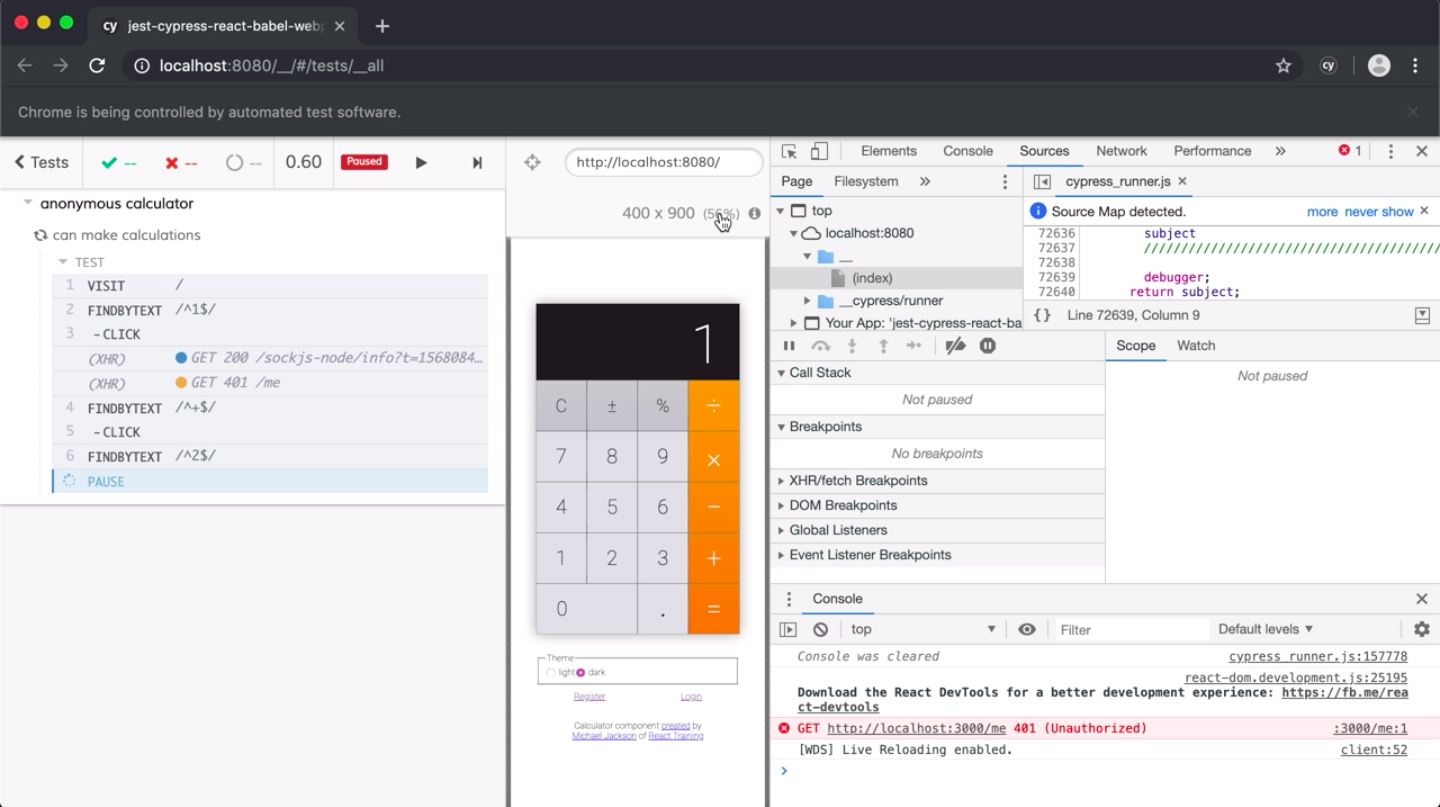 cy jest-cypress-react-babel-web
localhost:8080/__/#/tests/__all
cy
Chrome is being controlled by automated test software.
Tests -- -- -- 0.60 Paused
anonymous calculator
can make calculations
TEST
1 VISIT /
2 FINDBYTEXT /^1$/
3 -CLICK
(XHR) GET 200 /sockjs-node/info?t=1568084…
(XHR) GET 401 /me
4 FINDBYTEXT /^+$/
5 -CLICK
6 FINDBYTEXT /^2$/
PAUSE
http://localhost:8080/
400 x 900 (56%)
1
C ± % ÷
7 8 9 ×
4 5 6 −
1 2 3 +
0 . =
Theme
light dark
Register Login
Calculator component created by
Michael Jackson of React Training
Elements Console Sources Network Performance » 1
Page Filesystem »
cypress_runner.js
top
localhost:8080
__
(index)
__cypress/runner
Your App: 'jest-cypress-react-ba
Source Map detected. more never show
72636 subject
72637 ////////////////////////////////////////
72638
72639 debugger;
72640 return subject;
{} Line 72639, Column 9
Scope Watch
Not paused
Call Stack
Not paused
Breakpoints
No breakpoints
XHR/fetch Breakpoints
DOM Breakpoints
Global Listeners
Event Listener Breakpoints
Console
top Filter Default levels
Console was cleared cypress_runner.js:157778
react-dom.development.js:25195
Download the React DevTools for a better development experience: https://fb.me/rea
ct-devtools
GET http://localhost:3000/me 401 (Unauthorized) :3000/me:1
[WDS] Live Reloading enabled. client:52